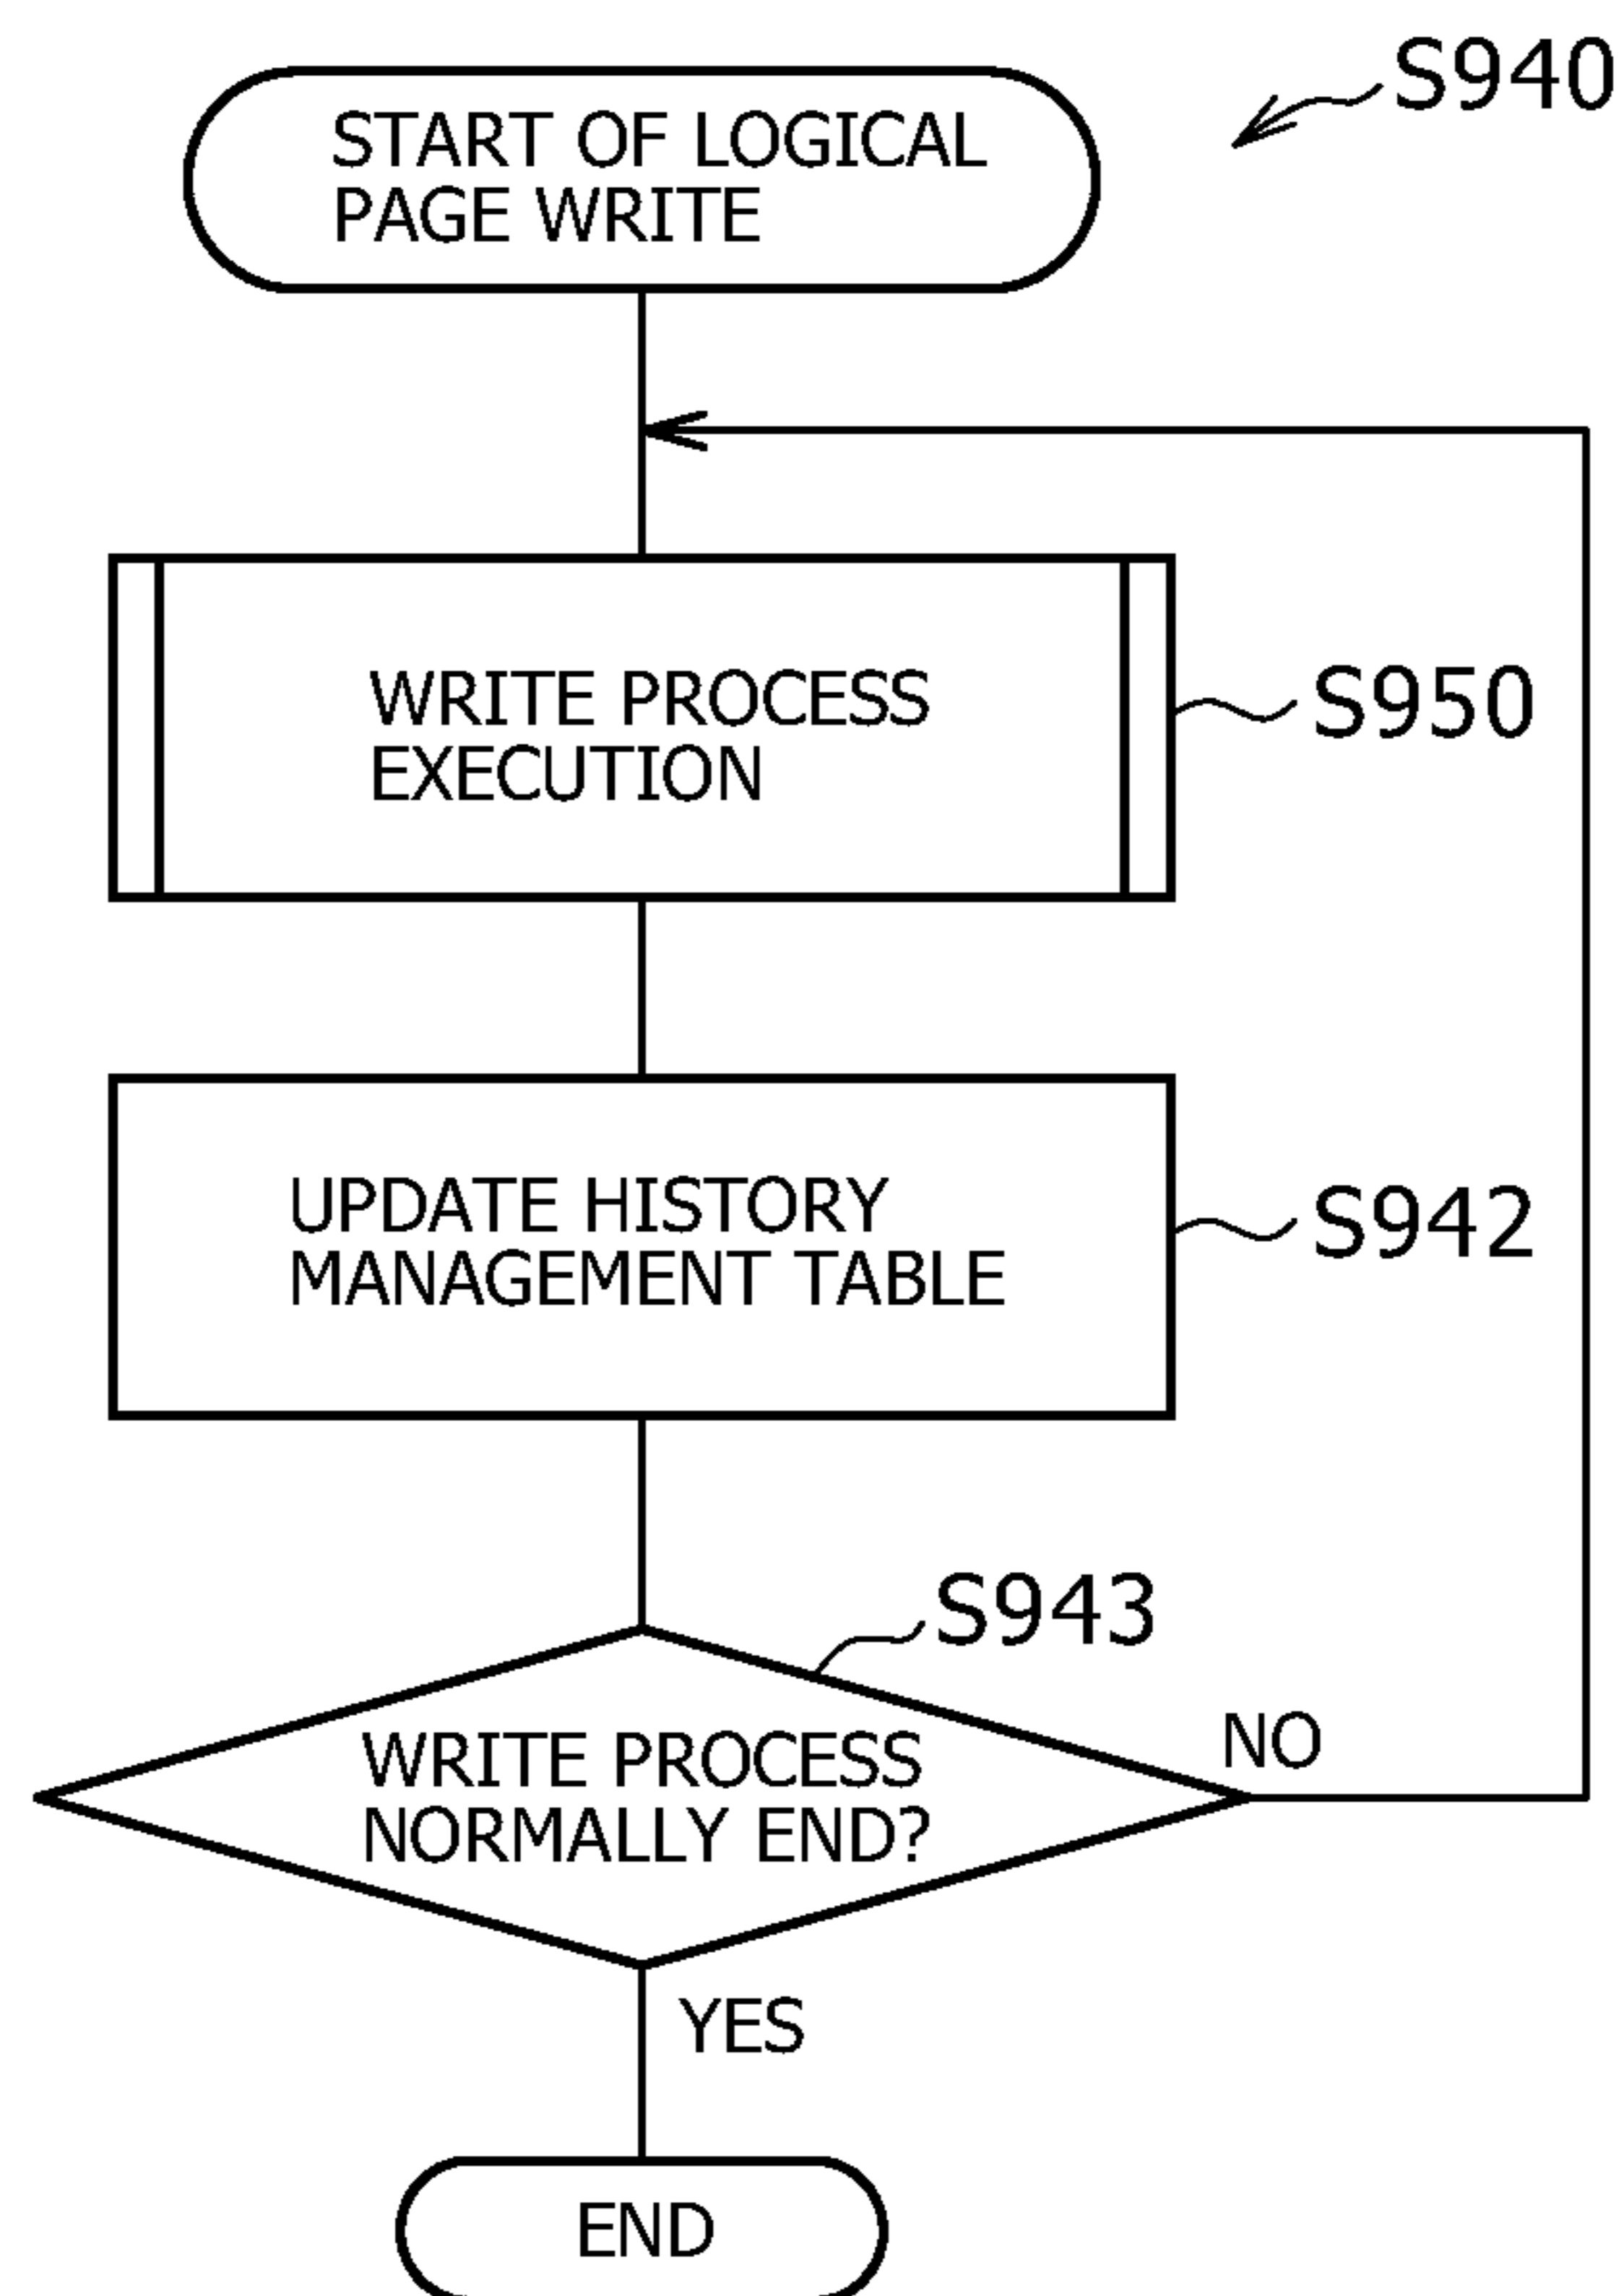 S940
START OF LOGICAL
PAGE WRITE
WRITE PROCESS
EXECUTION
S950
UPDATE HISTORY
MANAGEMENT TABLE
S942
S943
WRITE PROCESS
NORMALLY END?
NO
YES
END